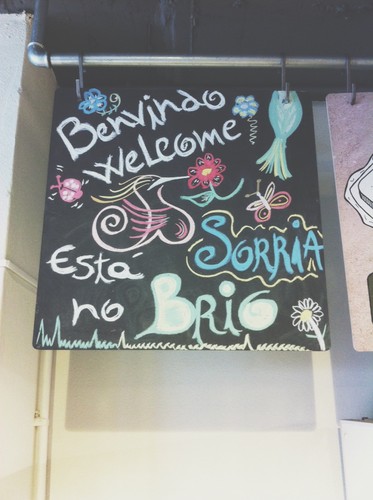 Benvindo
Welcome
Sorria
Está
no Brio